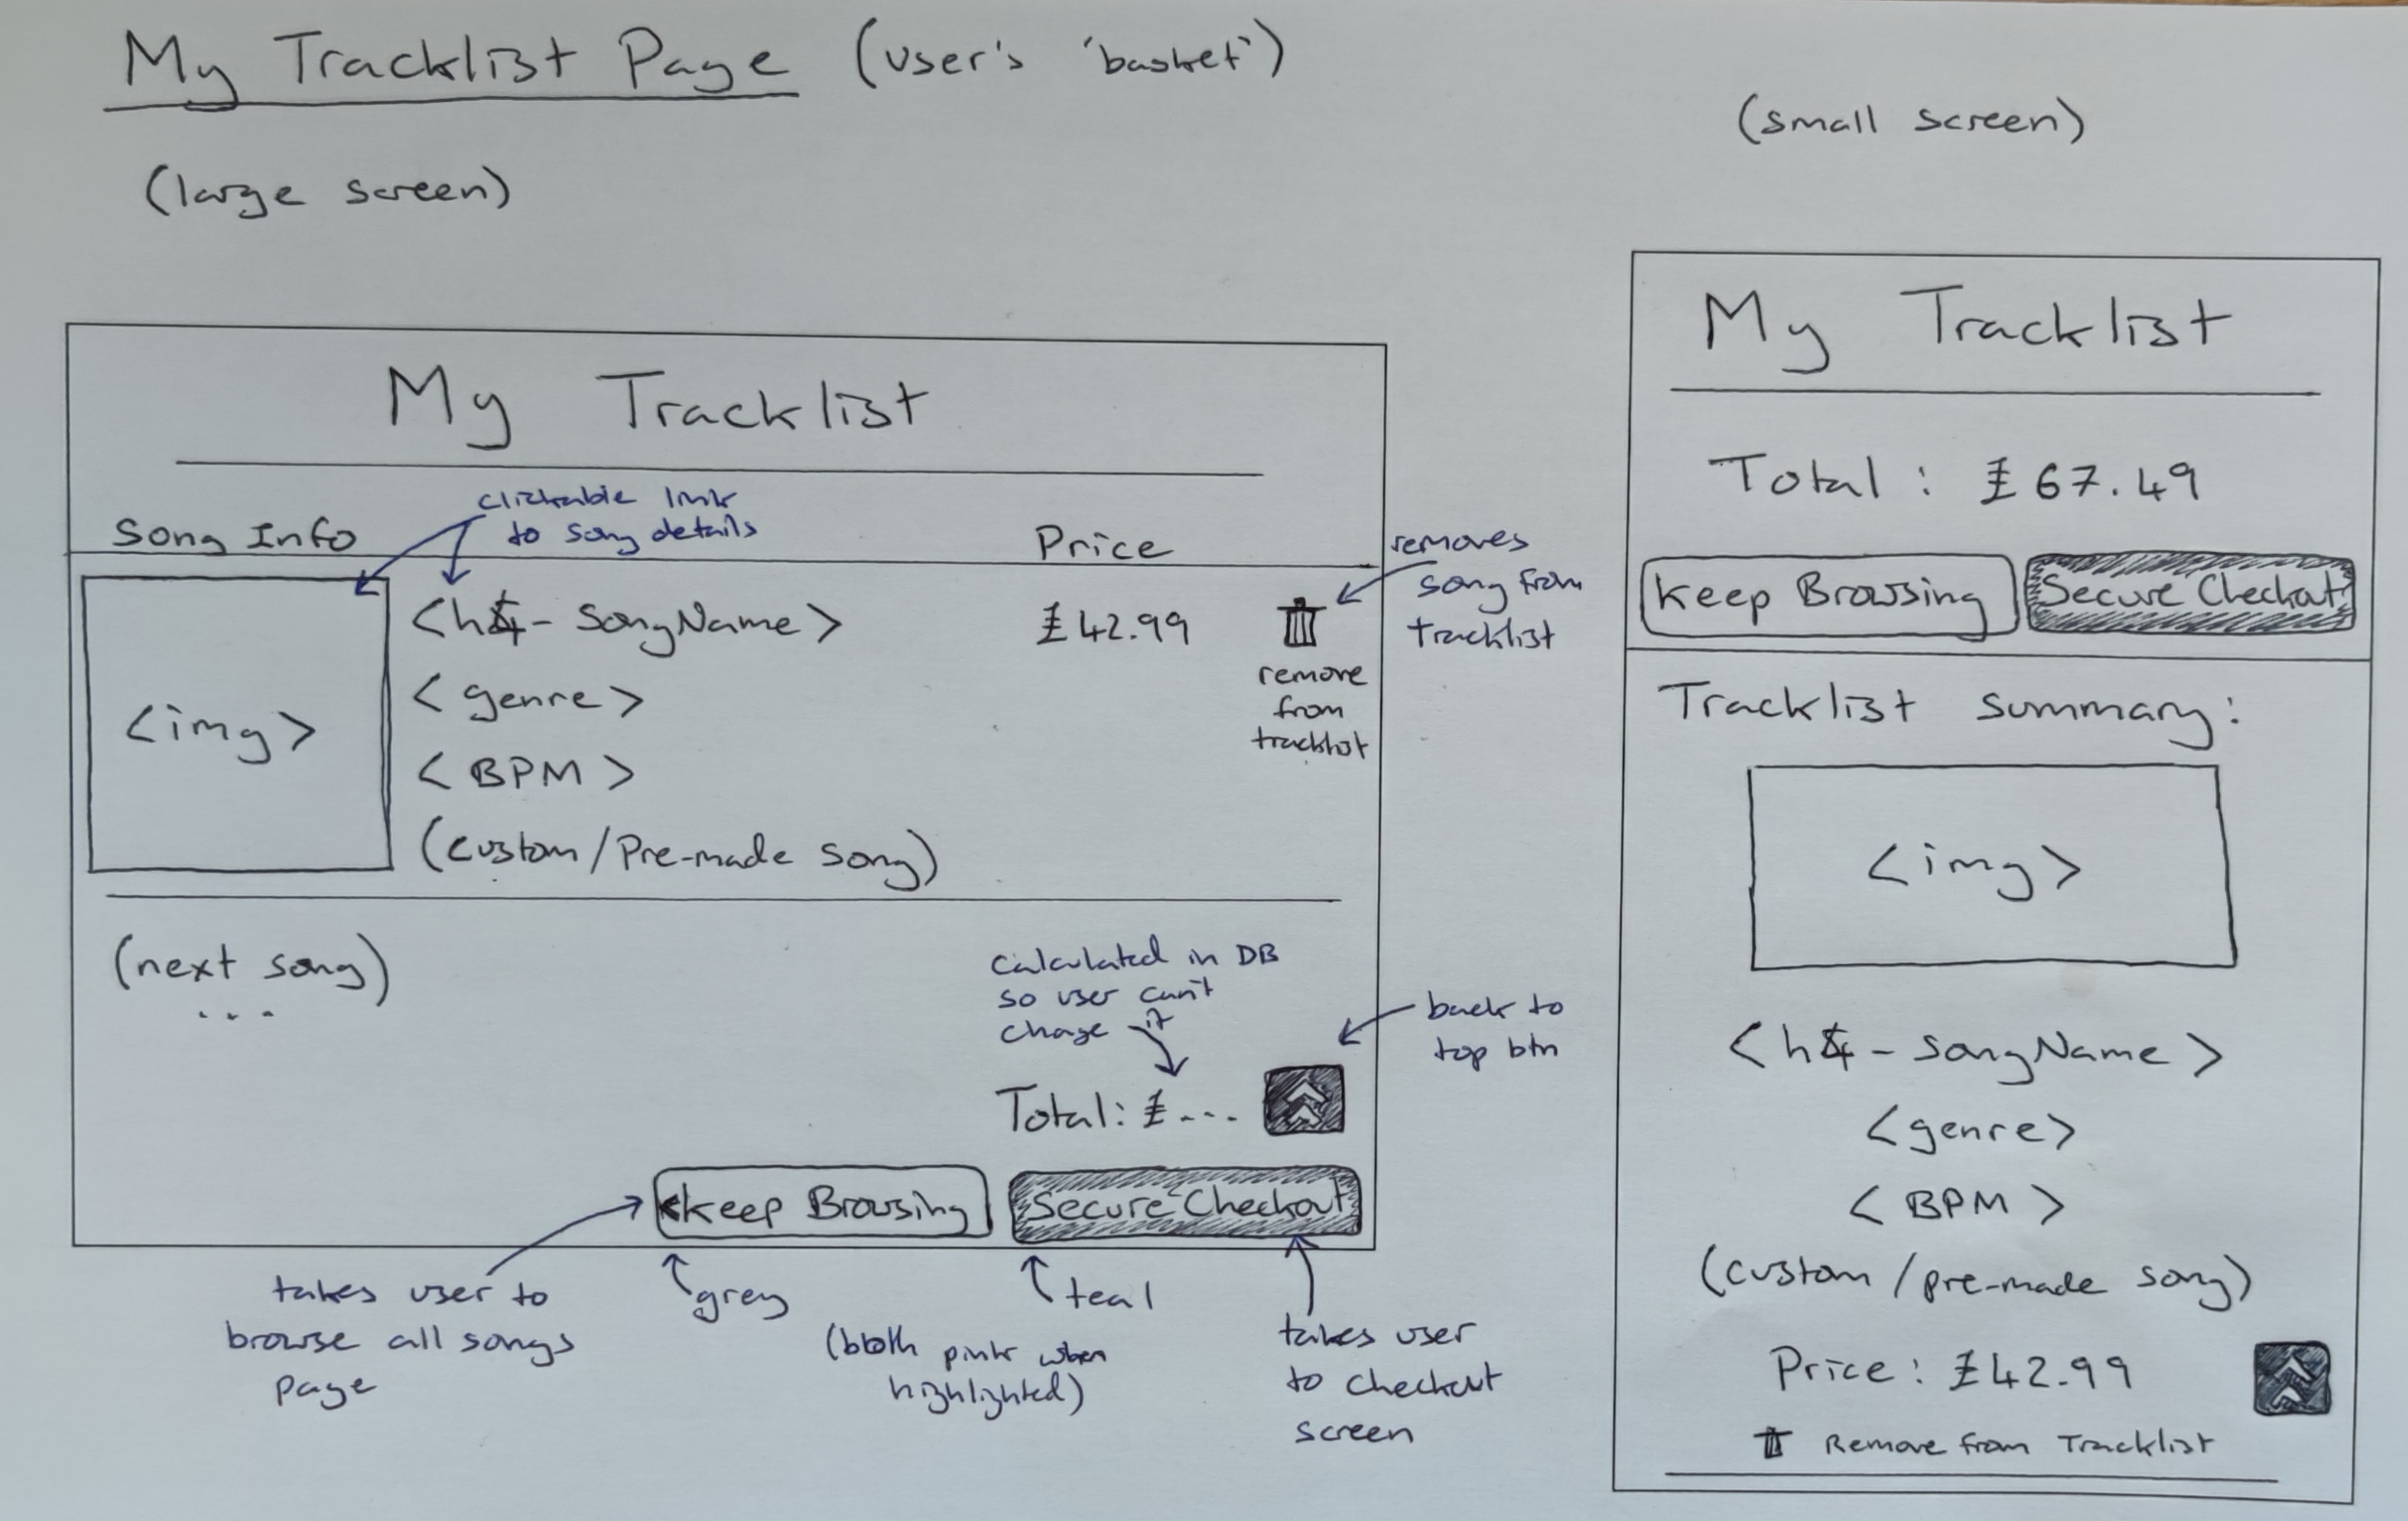 My Tracklist Page (user's 'basket')
(large screen)
My Tracklist
clickable link
to song details
Song Info
Price
<h4- SongName>
£42.99
<genre>
<BPM>
(custom/Pre-made song)
<img>
remove
from
tracklist
removes
song from
tracklist
(next song)
...
calculated in DB
so user can't
change it
Total: £ ---
back to
top btn
Keep Browsing
Secure Checkout
takes user to
browse all songs
page
grey
teal
(both pink when
highlighted)
takes user
to checkout
screen
(small screen)
My Tracklist
Total : £67.49
Keep Browsing
Secure Checkout
Tracklist summary:
<img>
<h4 - songName>
<genre>
<BPM>
(custom/pre-made song)
Price: £42.99
Remove from Tracklist